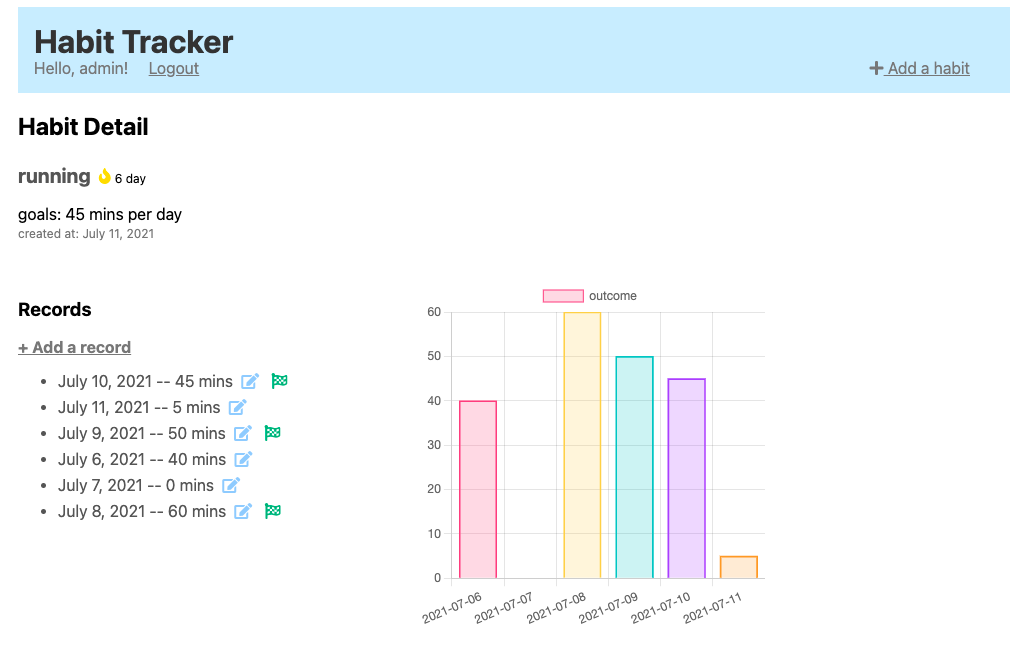 Habit Tracker
Hello, admin! Logout
+ Add a habit
Habit Detail
running 6 day
goals: 45 mins per day
created at: July 11, 2021
Records
+ Add a record
July 10, 2021 -- 45 mins
July 11, 2021 -- 5 mins
July 9, 2021 -- 50 mins
July 6, 2021 -- 40 mins
July 7, 2021 -- 0 mins
July 8, 2021 -- 60 mins
outcome
60
50
40
30
20
10
0
2021-07-06
2021-07-07
2021-07-08
2021-07-09
2021-07-10
2021-07-11